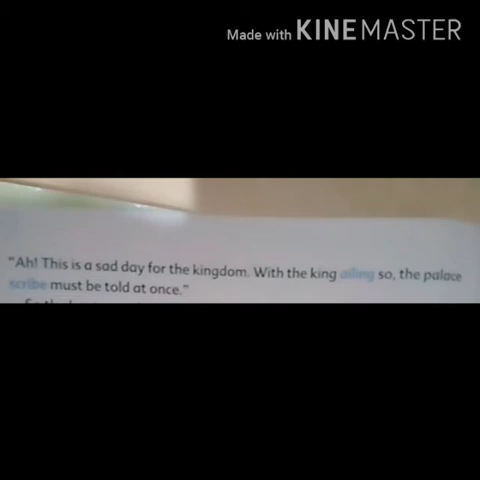 Made with KINEMASTER
"Ah! This is a sad day for the kingdom. With the king ailing so, the palace
scribe must be told at once."